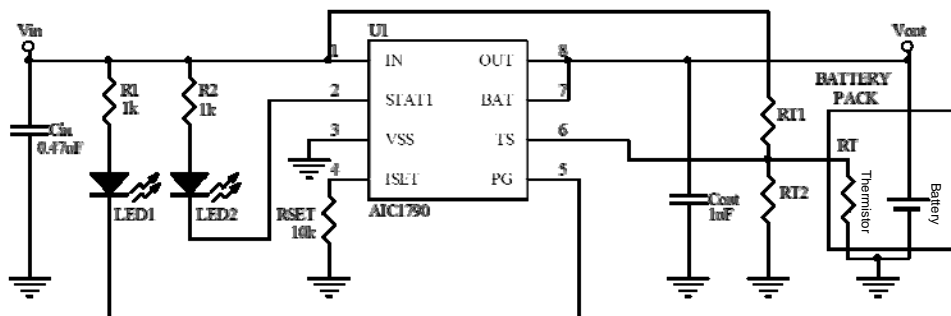 Vin
U1
Vout
1
IN
OUT
8
R1
1k
R2
1k
2
STAT1
BAT
7
BATTERY
PACK
Cin
0.47uF
3
VSS
TS
6
RT1
RT
4
ISET
PG
5
LED1
LED2
RSET
10k
AIC1790
Cout
1uF
RT2
Thermistor
Battery